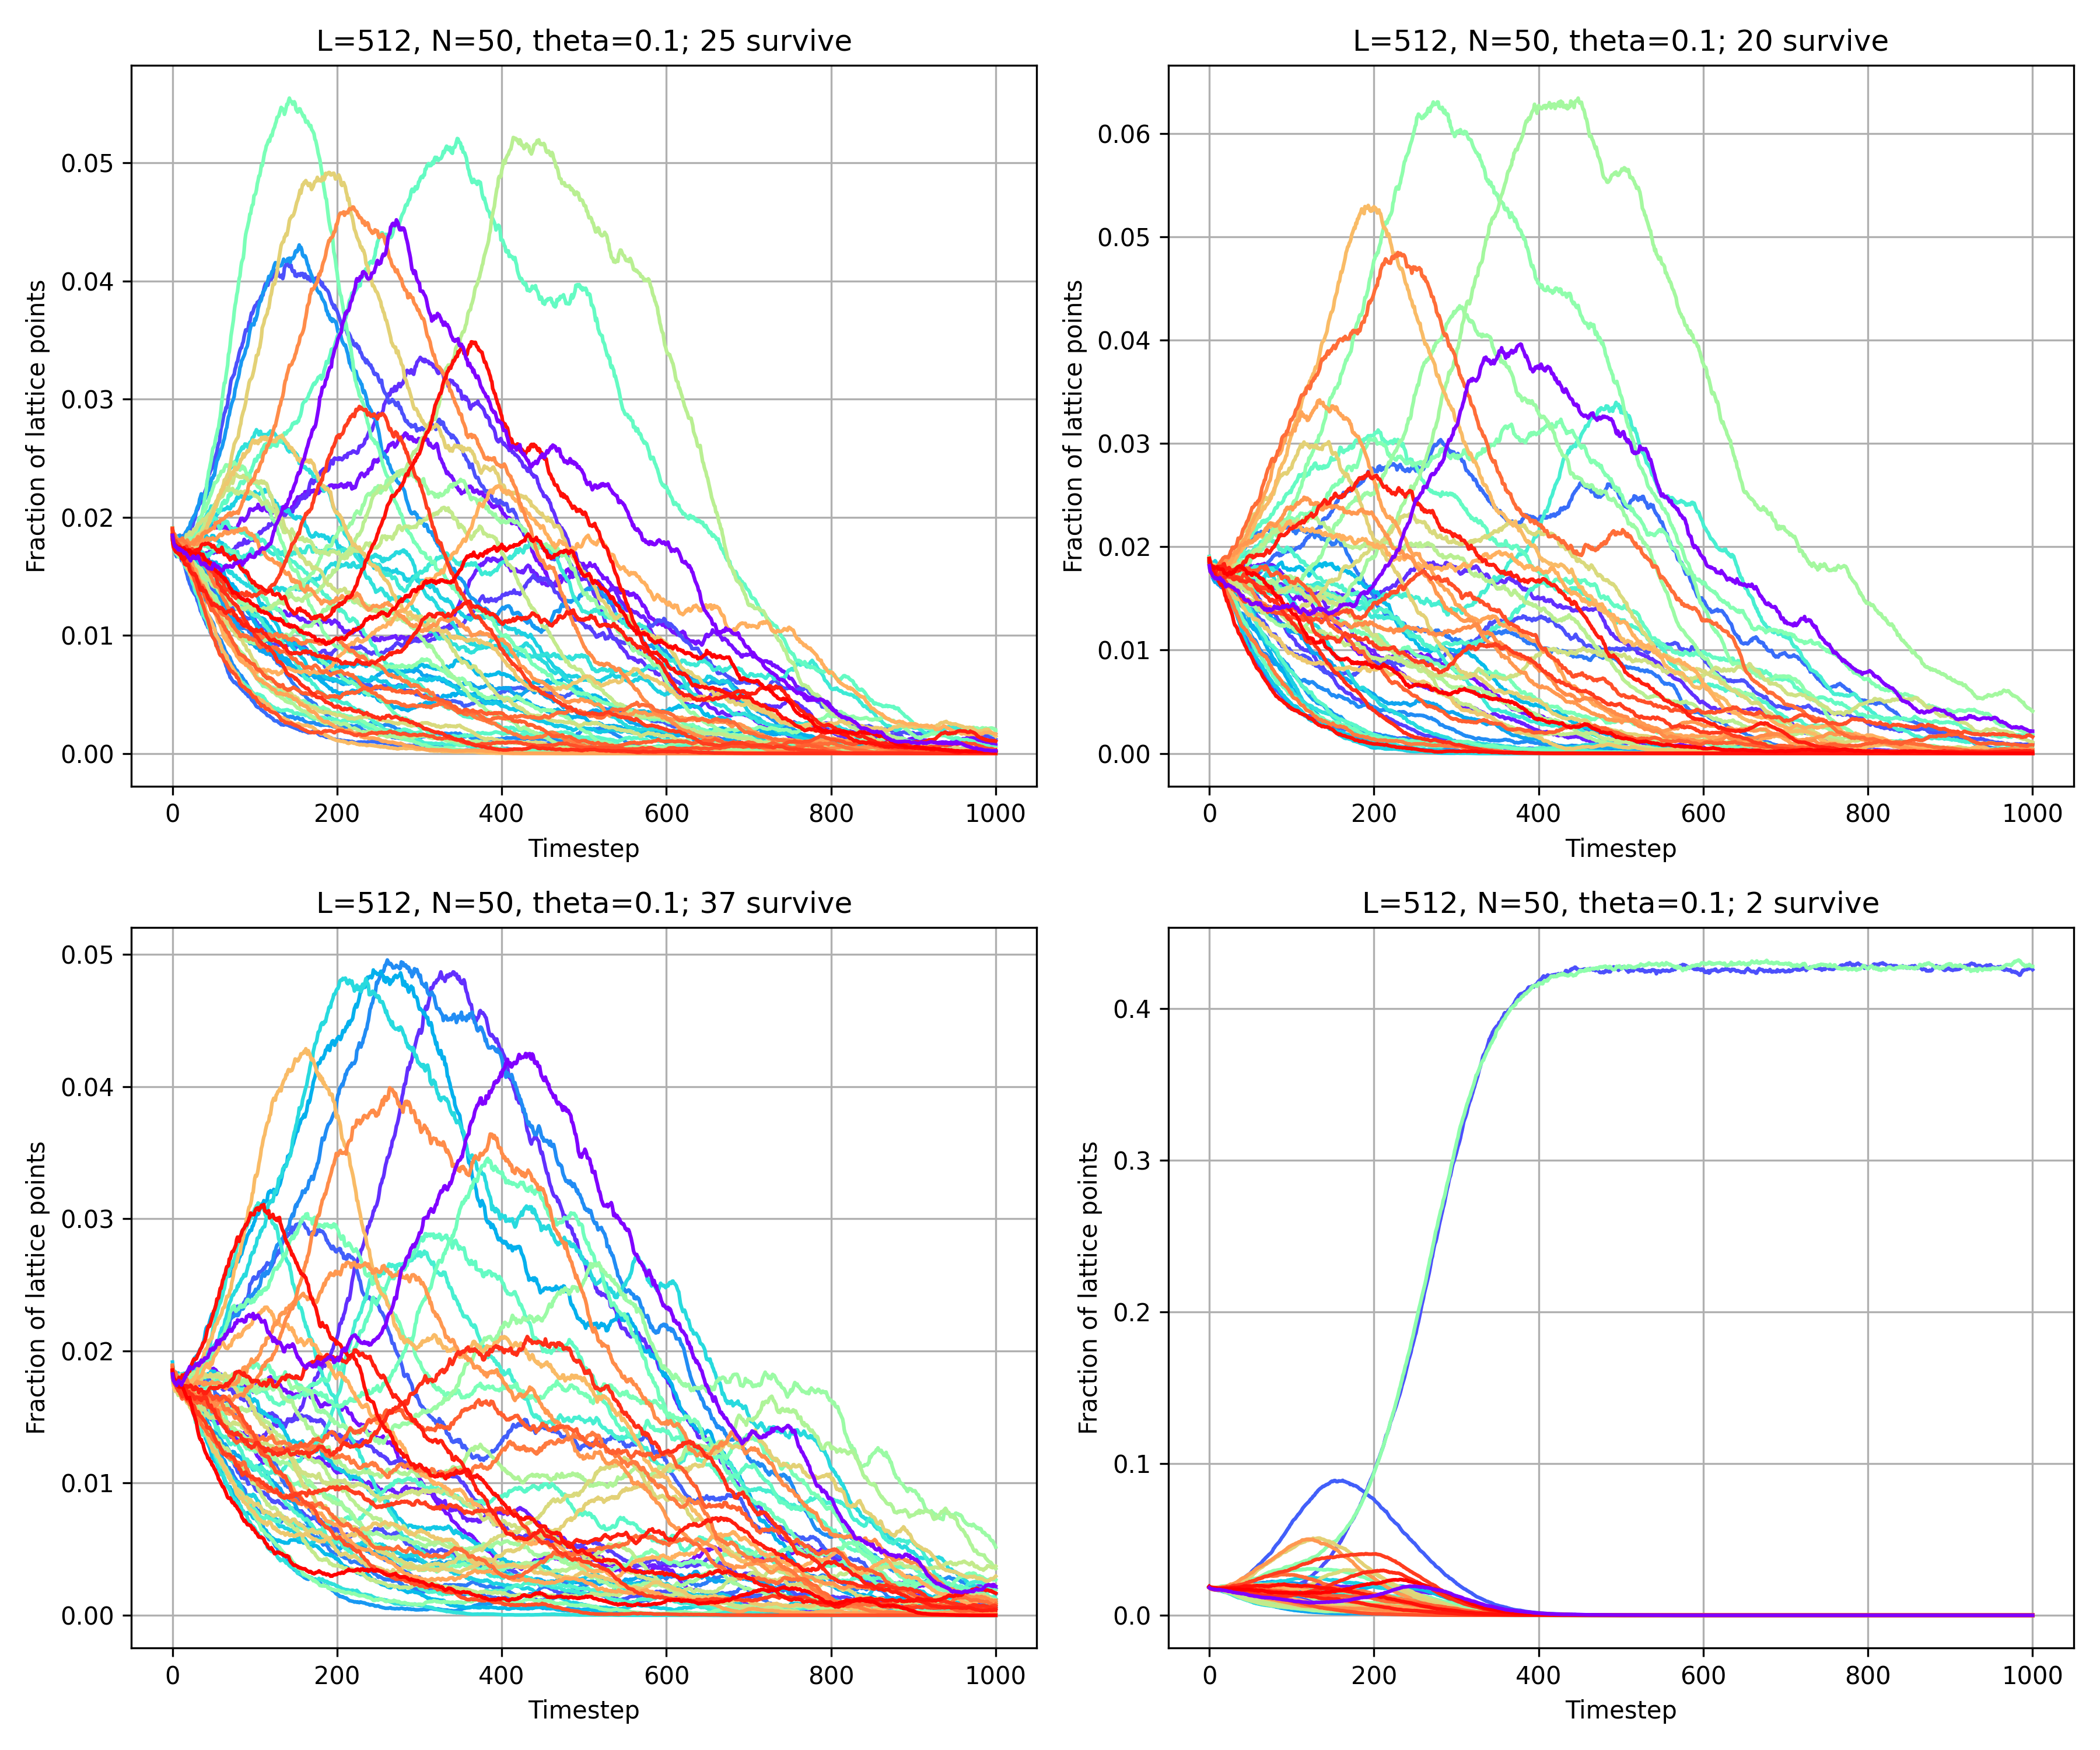 L=512, N=50, theta=0.1; 25 survive
Fraction of lattice points
0.05
0.04
0.03
0.02
0.01
0.00
0 200 400 600 800 1000
Timestep
L=512, N=50, theta=0.1; 20 survive
Fraction of lattice points
0.06
0.05
0.04
0.03
0.02
0.01
0.00
0 200 400 600 800 1000
Timestep
L=512, N=50, theta=0.1; 37 survive
Fraction of lattice points
0.05
0.04
0.03
0.02
0.01
0.00
0 200 400 600 800 1000
Timestep
L=512, N=50, theta=0.1; 2 survive
Fraction of lattice points
0.4
0.3
0.2
0.1
0.0
0 200 400 600 800 1000
Timestep